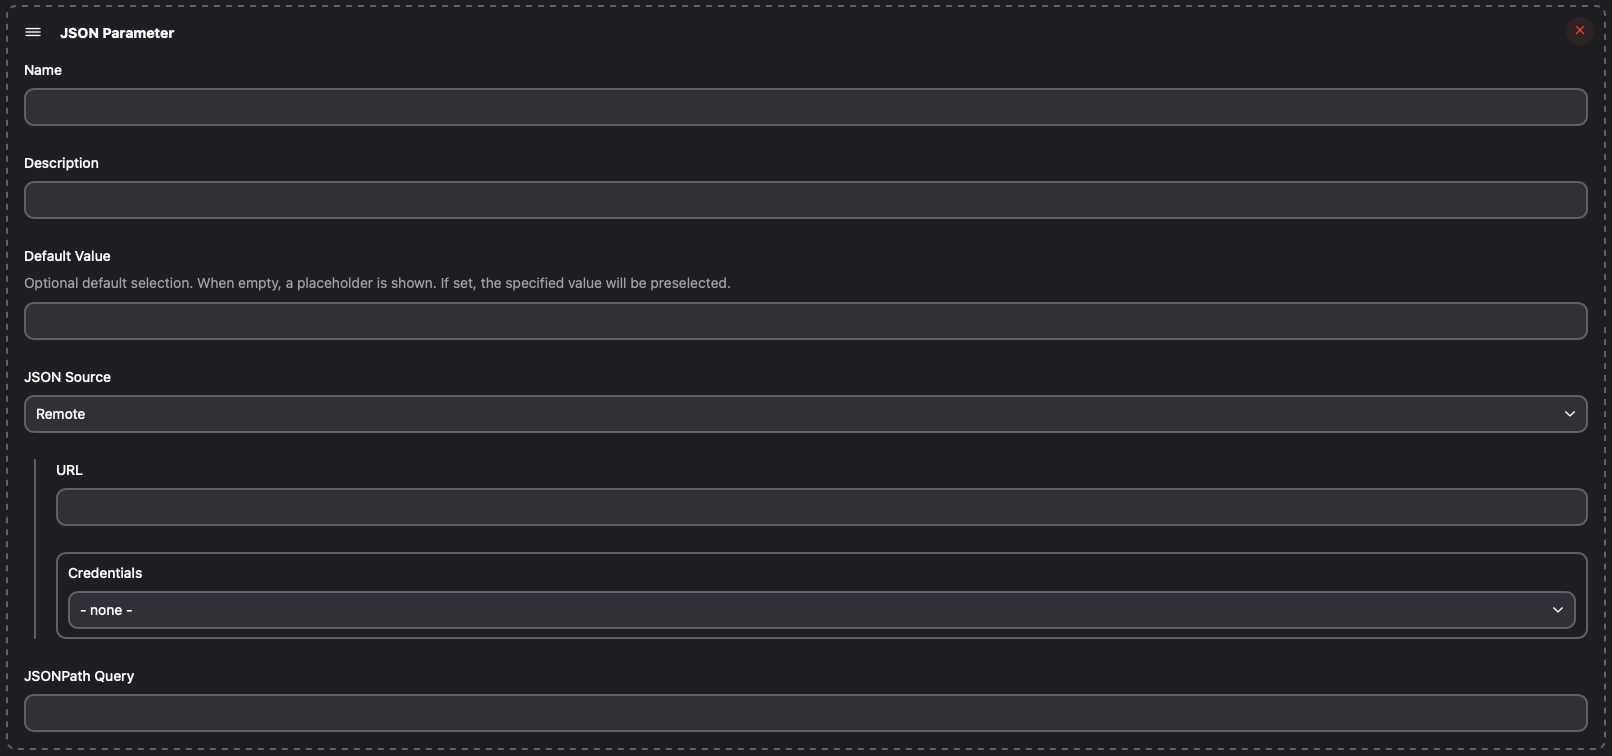 JSON Parameter
Name
Description
Default Value
Optional default selection. When empty, a placeholder is shown. If set, the specified value will be preselected.
JSON Source
Remote
URL
Credentials
- none -
JSONPath Query